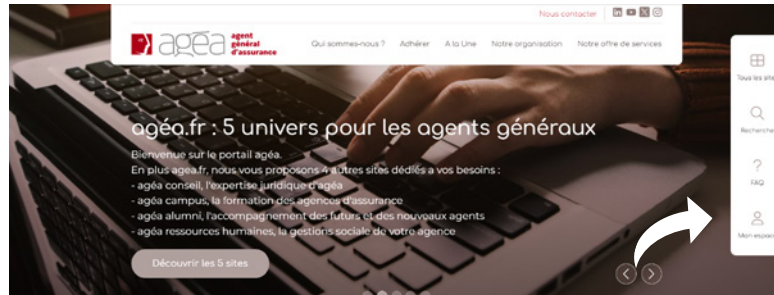 Nous contacter
agéa agent
général
d'assurance
Qui sommes-nous ? Adhérer A la Une Notre organisation Notre offre de services
Tous les site
Recherche
FAQ
Mon espace
agéa.fr : 5 univers pour les agents généraux
Bienvenue sur le portail agéa.
En plus agea.fr, nous vous proposons 4 autres sites dédiés a vos besoins :
- agéa conseil, l'expertise juridique d'agéa
- agéa campus, la formation des agences d'assurance
- agéa alumni, l'accompagnement des futurs et des nouveaux agents
- agéa ressources humaines, la gestions sociale de votre agence
Découvrir les 5 sites